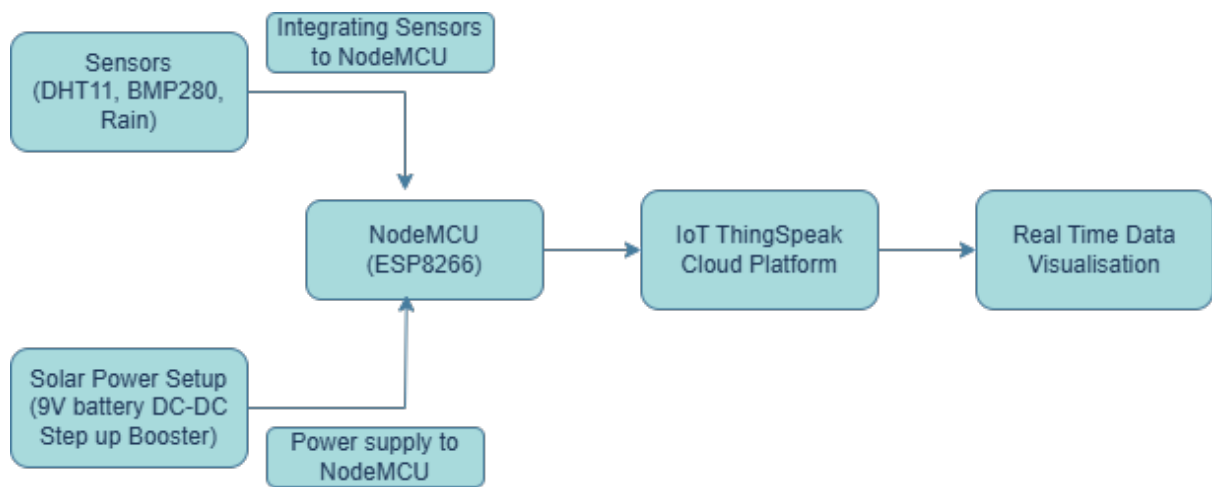 Integrating Sensors
to NodeMCU
Sensors
(DHT11, BMP280,
Rain)
NodeMCU
(ESP8266)
IoT ThingSpeak
Cloud Platform
Real Time Data
Visualisation
Solar Power Setup
(9V battery DC-DC
Step up Booster)
Power supply to
NodeMCU